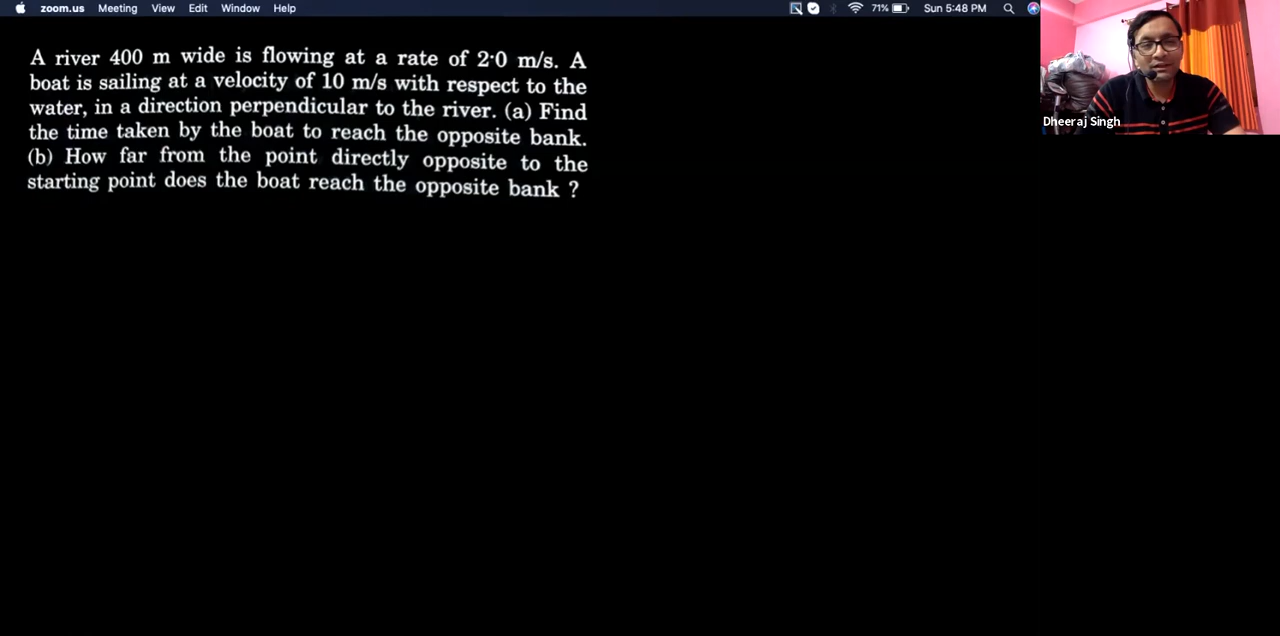 zoom.us Meeting View Edit Window Help 71% Sun 5:48 PM
A river 400 m wide is flowing at a rate of 2·0 m/s. A
boat is sailing at a velocity of 10 m/s with respect to the
water, in a direction perpendicular to the river. (a) Find
the time taken by the boat to reach the opposite bank.
(b) How far from the point directly opposite to the
starting point does the boat reach the opposite bank ?
Dheeraj Singh